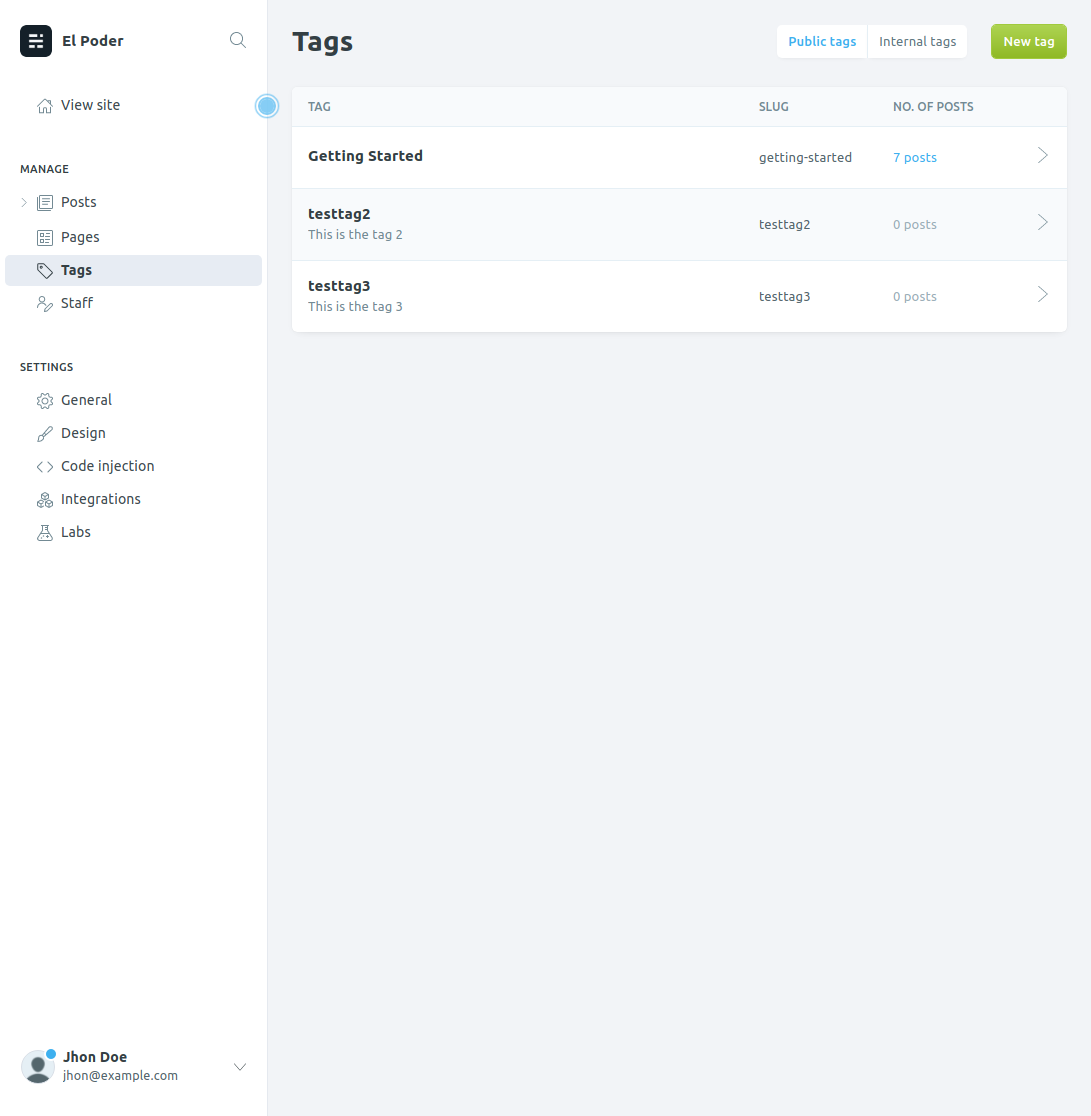 El Poder
View site
MANAGE
Posts
Pages
Tags
Staff
SETTINGS
General
Design
Code injection
Integrations
Labs
Jhon Doe
jhon@example.com
Tags
Public tags
Internal tags
New tag
TAG
SLUG
NO. OF POSTS
Getting Started
getting-started
7 posts
testtag2
This is the tag 2
testtag2
0 posts
testtag3
This is the tag 3
testtag3
0 posts